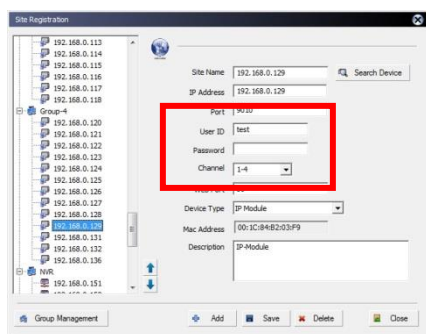 Site Registration
192.168.0.113
192.168.0.114
192.168.0.115
192.168.0.116
192.168.0.117
192.168.0.118
Group-4
192.168.0.120
192.168.0.121
192.168.0.122
192.168.0.123
192.168.0.124
192.168.0.125
192.168.0.126
192.168.0.127
192.168.0.128
192.168.0.129
192.168.0.131
192.168.0.132
192.168.0.136
NVR
192.168.0.151
Site Name 192.168.0.129 Search Device
IP Address 192.168.0.129
Port 9010
User ID test
Password
Channel 1-4
Device Type IP Module
Mac Address 00:1C:84:B2:03:F9
Description IP-Module
Group Management Add Save Delete Close